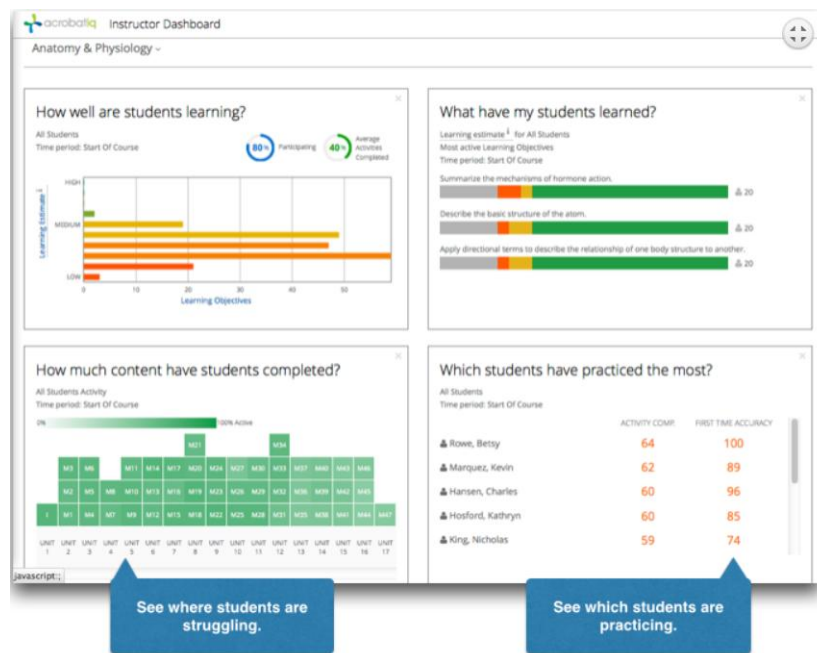 acrobatiq Instructor Dashboard
Anatomy & Physiology
How well are students learning?
All Students
Time period: Start Of Course
80% Participating
40% Average Activities Completed
HIGH
MEDIUM
LOW
Learning Estimate i
0 10 20 30 40 50
Learning Objectives
What have my students learned?
Learning estimate i for All Students
Most active Learning Objectives
Time period: Start Of Course
Summarize the mechanisms of hormone action.
20
Describe the basic structure of the atom.
20
Apply directional terms to describe the relationship of one body structure to another.
20
How much content have students completed?
All Students Activity
Time period: Start Of Course
0% 100% Active
M21 M34
M3 M6 M11 M14 M17 M20 M24 M27 M30 M33 M37 M40 M43 M46
M2 M5 M8 M10 M13 M16 M19 M23 M26 M29 M32 M36 M39 M42 M45
I M1 M4 M7 M9 M12 M15 M18 M22 M25 M28 M31 M35 M38 M41 M44 M47
UNIT UNIT UNIT UNIT UNIT UNIT UNIT UNIT UNIT UNIT UNIT UNIT UNIT UNIT UNIT UNIT UNIT
1 2 3 4 5 6 7 8 9 10 11 12 13 14 15 16 17
Which students have practiced the most?
All Students
Time period: Start Of Course
ACTIVITY COMP. FIRST TIME ACCURACY
Rowe, Betsy 64 100
Marquez, Kevin 62 89
Hansen, Charles 60 96
Hosford, Kathryn 60 85
King, Nicholas 59 74
javascript:;
See where students are
struggling.
See which students are
practicing.